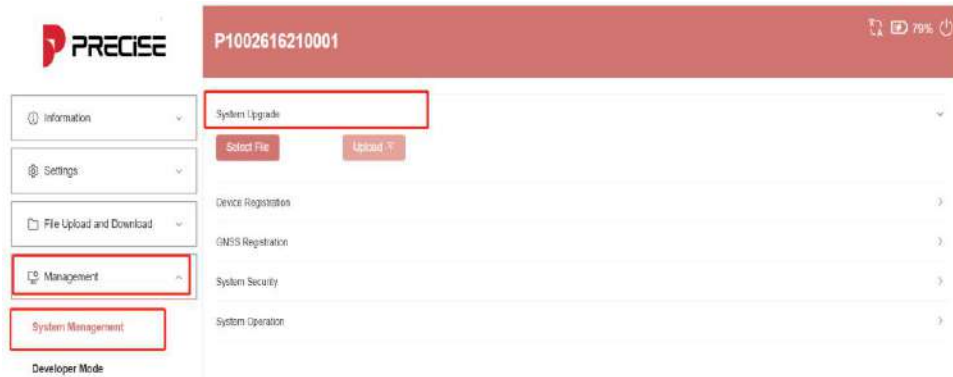 PRECISE
P1002616210001
79%
Information
Settings
File Upload and Download
Management
System Management
Developer Mode
System Upgrade
Select File
Upload
Device Registration
GNSS Registration
System Security
System Operation